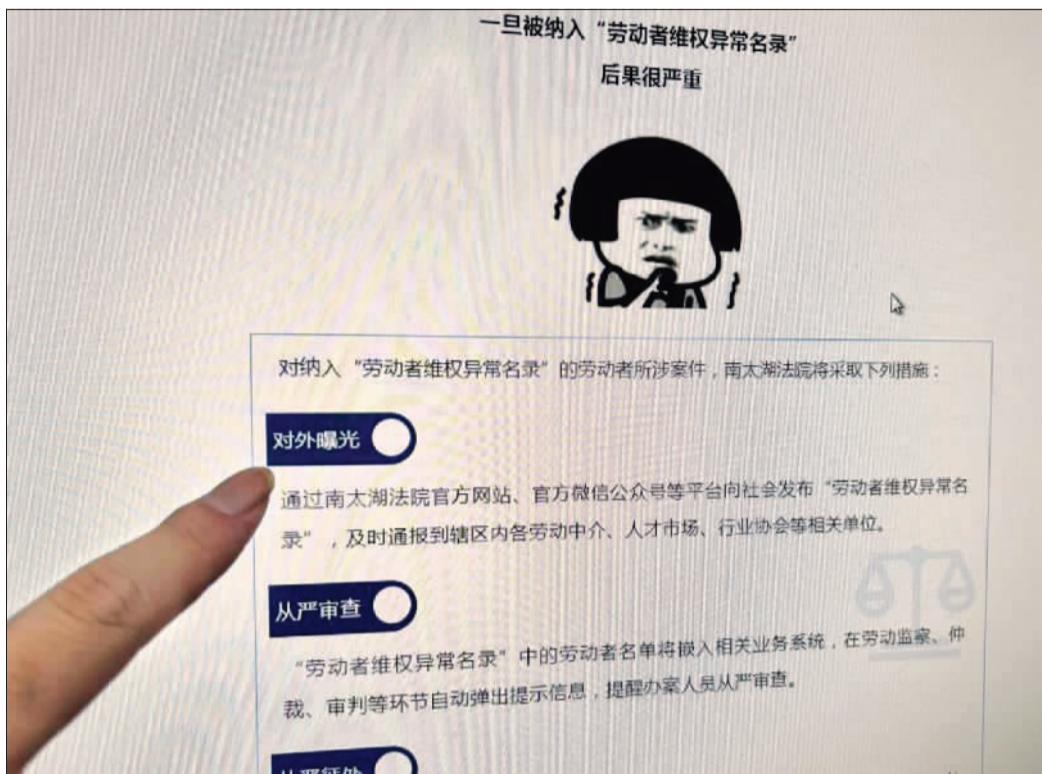 一旦被纳入“劳动者维权异常名录”
后果很严重
对纳入“劳动者维权异常名录”的劳动者所涉案件，南太湖法院将采取下列措施：
对外曝光
通过南太湖法院官方网站、官方微信公众号等平台向社会发布“劳动者维权异常名
录”，及时通报到辖区内各劳动中介、人才市场、行业协会等相关单位。
从严审查
“劳动者维权异常名录”中的劳动者名单将嵌入相关业务系统，在劳动监察、仲
裁、审判等环节自动弹出提示信息，提醒办案人员从严审查。
从严惩处